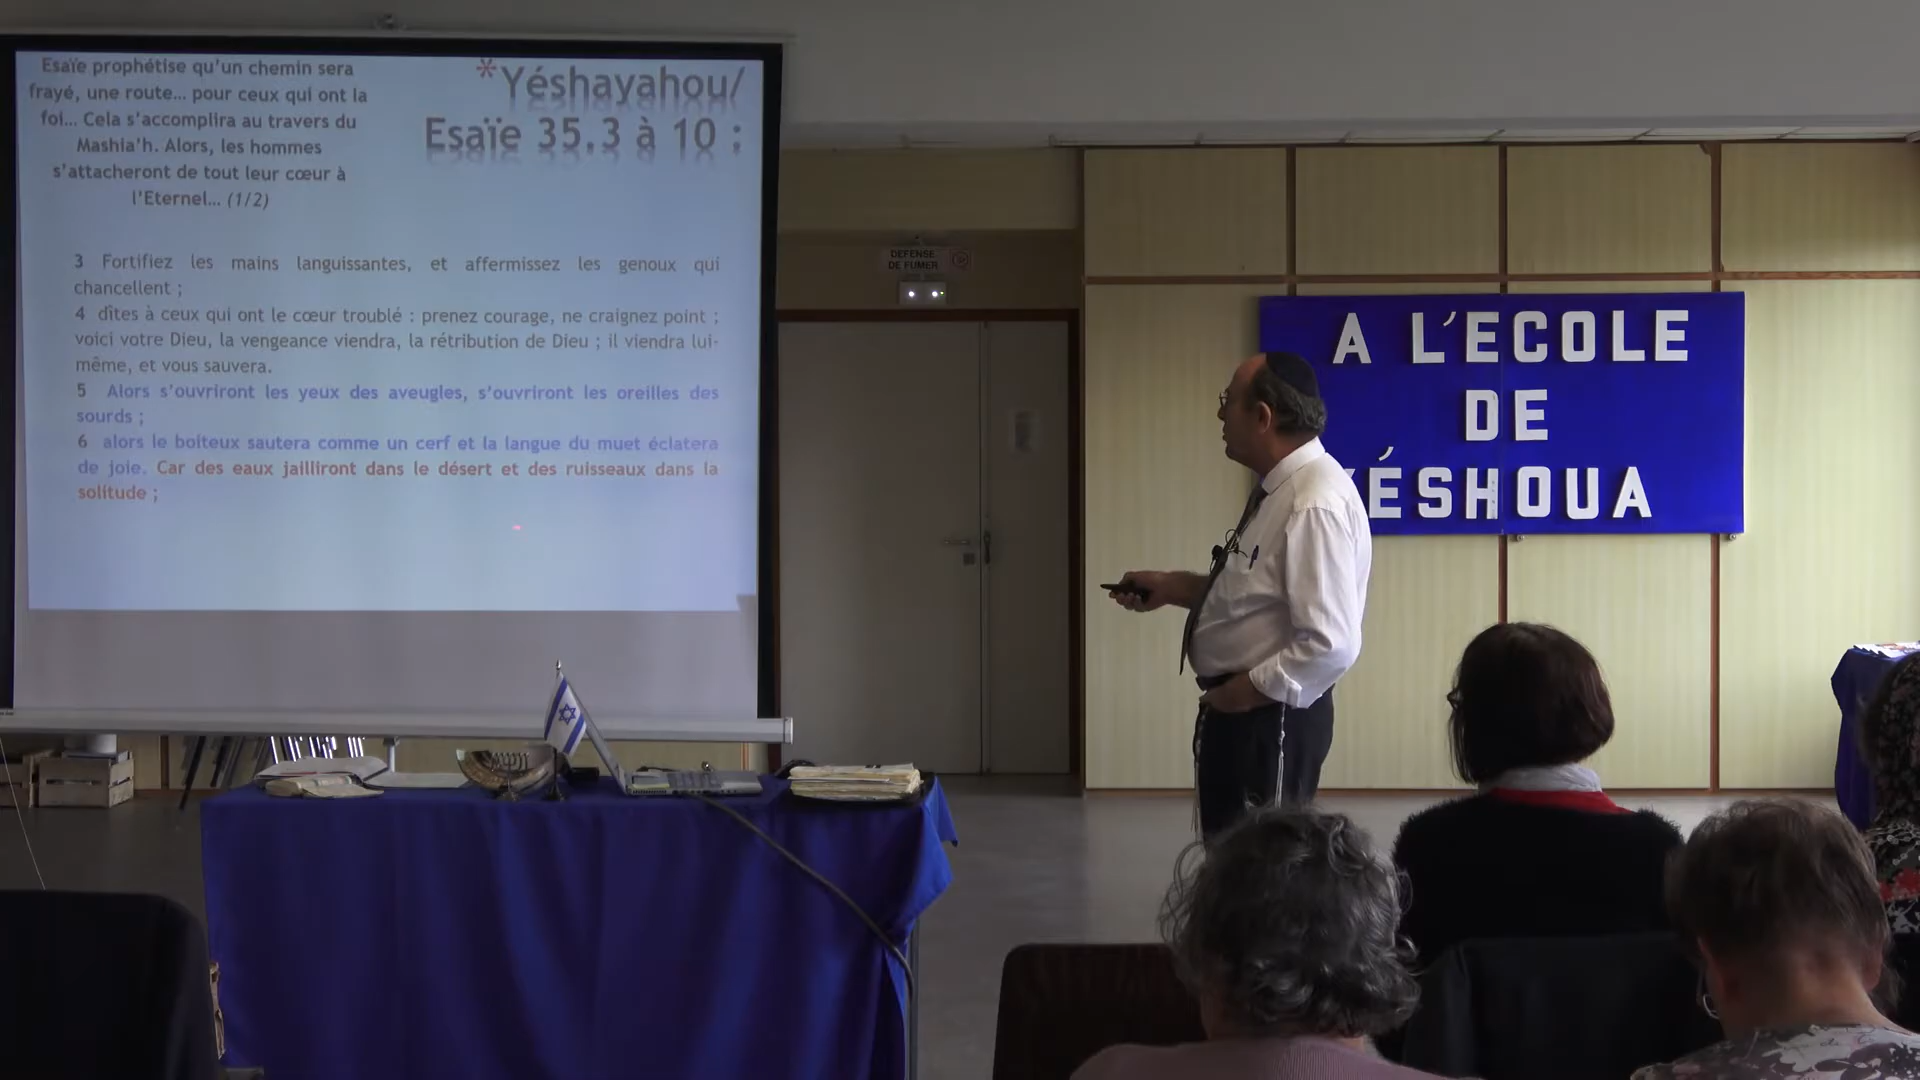 Esaïe prophétise qu'un chemin sera
frayé, une route... pour ceux qui ont la
foi... Cela s'accomplira au travers du
Mashia'h. Alors, les hommes
s'attacheront de tout leur cœur à
l'Eternel... (1/2)
*Yéshayahou/
Esaïe 35.3 à 10 :
3 Fortifiez les mains languissantes, et affermissez les genoux qui
chancellent ;
4 dîtes à ceux qui ont le cœur troublé : prenez courage, ne craignez point ;
voici votre Dieu, la vengeance viendra, la rétribution de Dieu ; il viendra lui-
même, et vous sauvera.
5 Alors s'ouvriront les yeux des aveugles, s'ouvriront les oreilles des
sourds ;
6 alors le boiteux sautera comme un cerf et la langue du muet éclatera
de joie. Car des eaux jailliront dans le désert et des ruisseaux dans la
solitude ;
DEFENSE
DE FUMER
A L'ECOLE
DE
YÉSHOUA